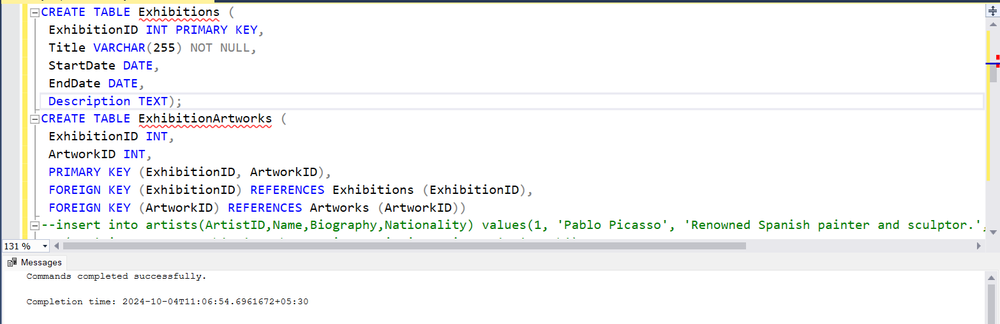 CREATE TABLE Exhibitions (
ExhibitionID INT PRIMARY KEY,
Title VARCHAR(255) NOT NULL,
StartDate DATE,
EndDate DATE,
Description TEXT);
CREATE TABLE ExhibitionArtworks (
ExhibitionID INT,
ArtworkID INT,
PRIMARY KEY (ExhibitionID, ArtworkID),
FOREIGN KEY (ExhibitionID) REFERENCES Exhibitions (ExhibitionID),
FOREIGN KEY (ArtworkID) REFERENCES Artworks (ArtworkID))
--insert into artists(ArtistID,Name,Biography,Nationality) values(1, 'Pablo Picasso', 'Renowned Spanish painter and sculptor.',
131 %
Messages
Commands completed successfully.
Completion time: 2024-10-04T11:06:54.6961672+05:30